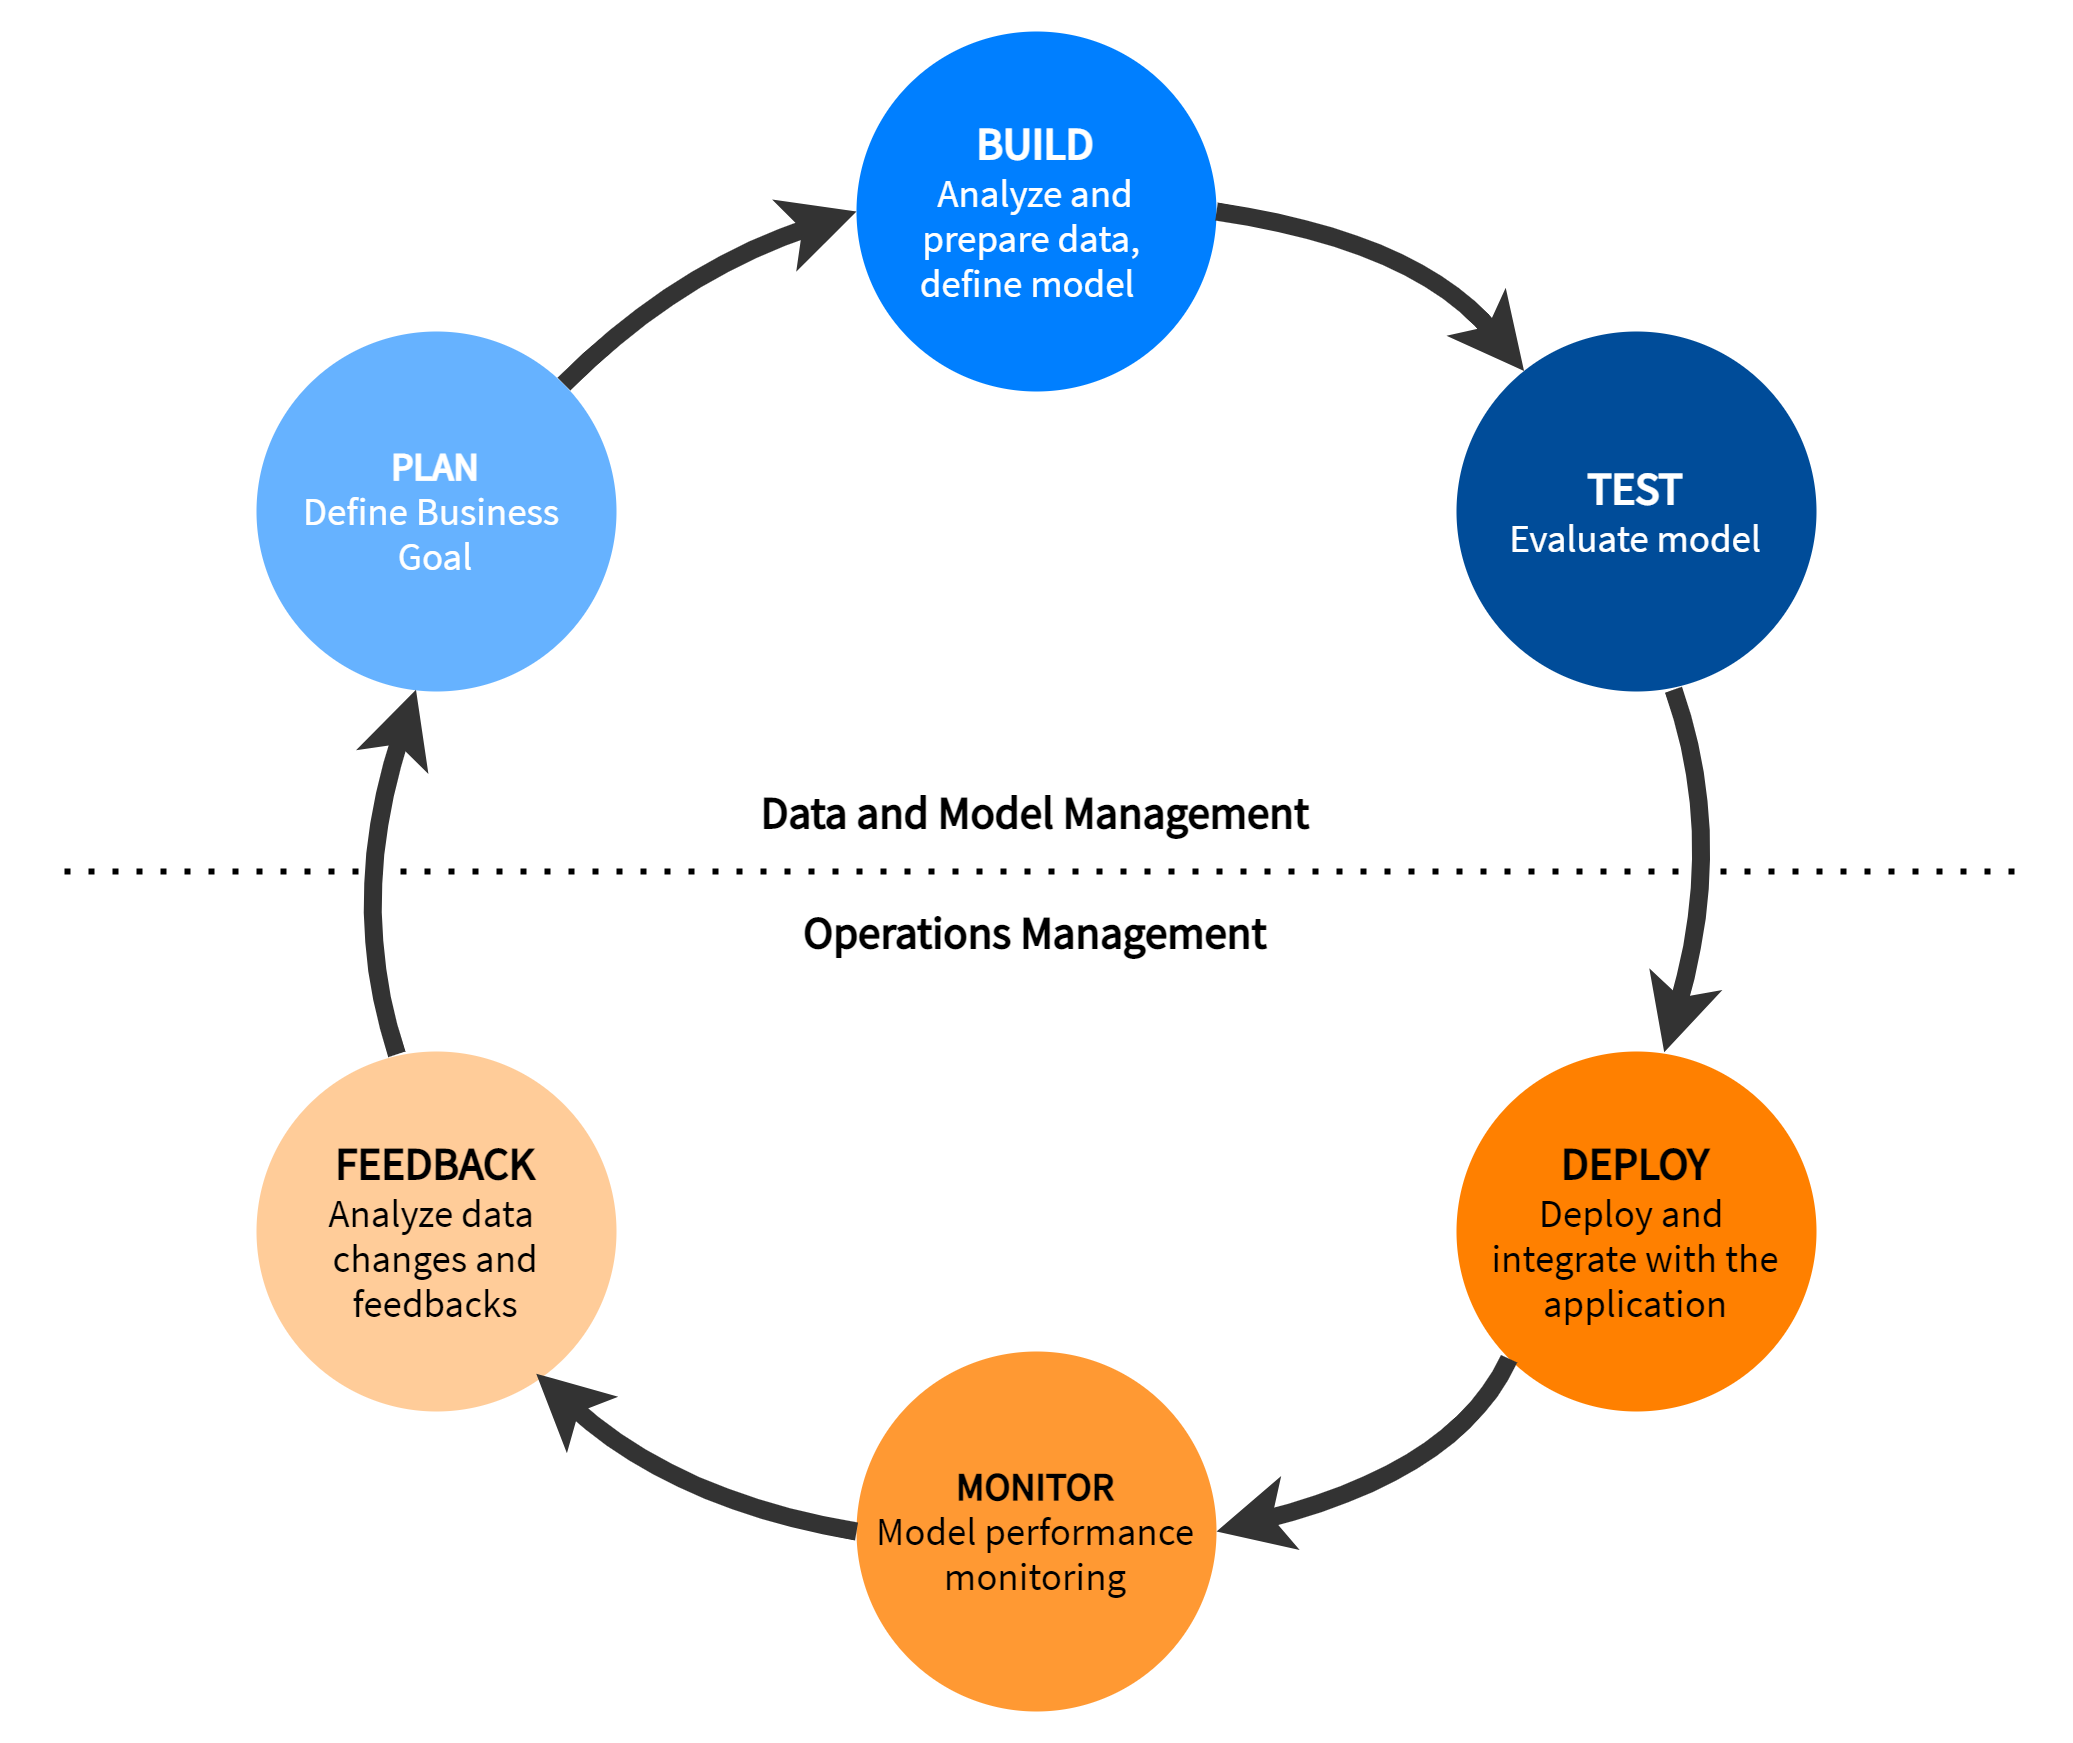 BUILD
Analyze and
prepare data,
define model
PLAN
Define Business
Goal
TEST
Evaluate model
Data and Model Management
Operations Management
FEEDBACK
Analyze data
changes and
feedbacks
DEPLOY
Deploy and
integrate with the
application
MONITOR
Model performance
monitoring